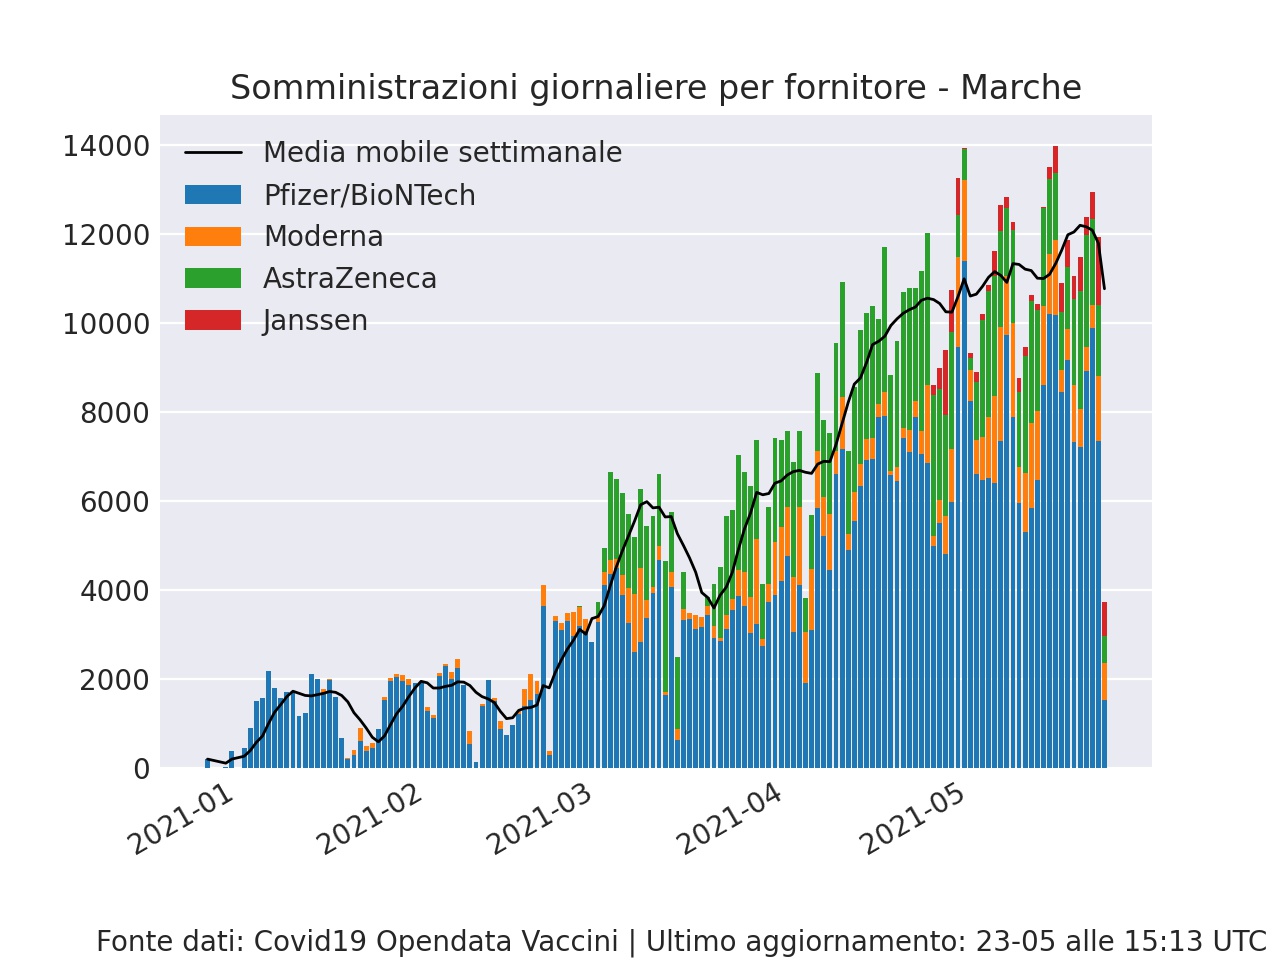 Somministrazioni giornaliere per fornitore - Marche
Media mobile settimanale
Pfizer/BioNTech
Moderna
AstraZeneca
Janssen
14000
12000
10000
8000
6000
4000
2000
0
2021-01
2021-02
2021-03
2021-04
2021-05
Fonte dati: Covid19 Opendata Vaccini | Ultimo aggiornamento: 23-05 alle 15:13 UTC